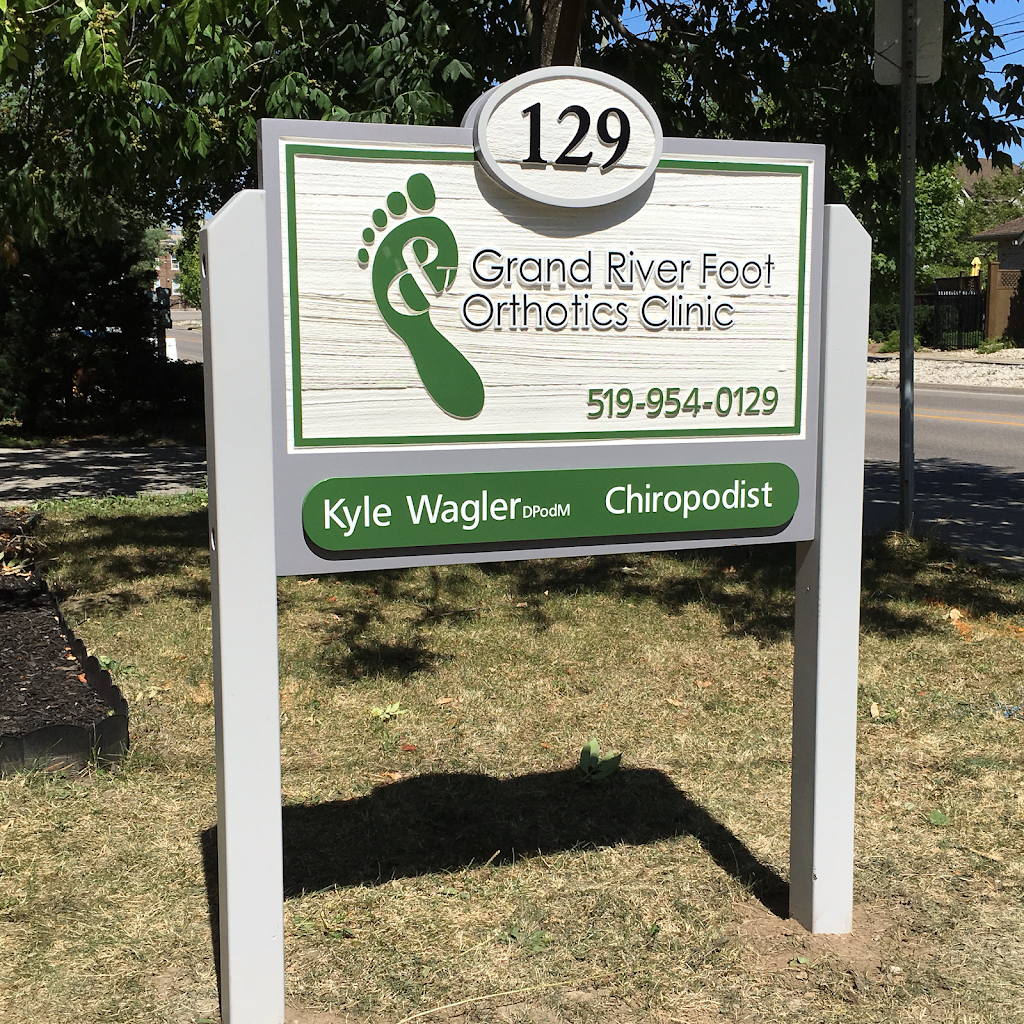 129
& Grand River Foot
Orthotics Clinic
519-954-0129
Kyle Wagler DPodM Chiropodist